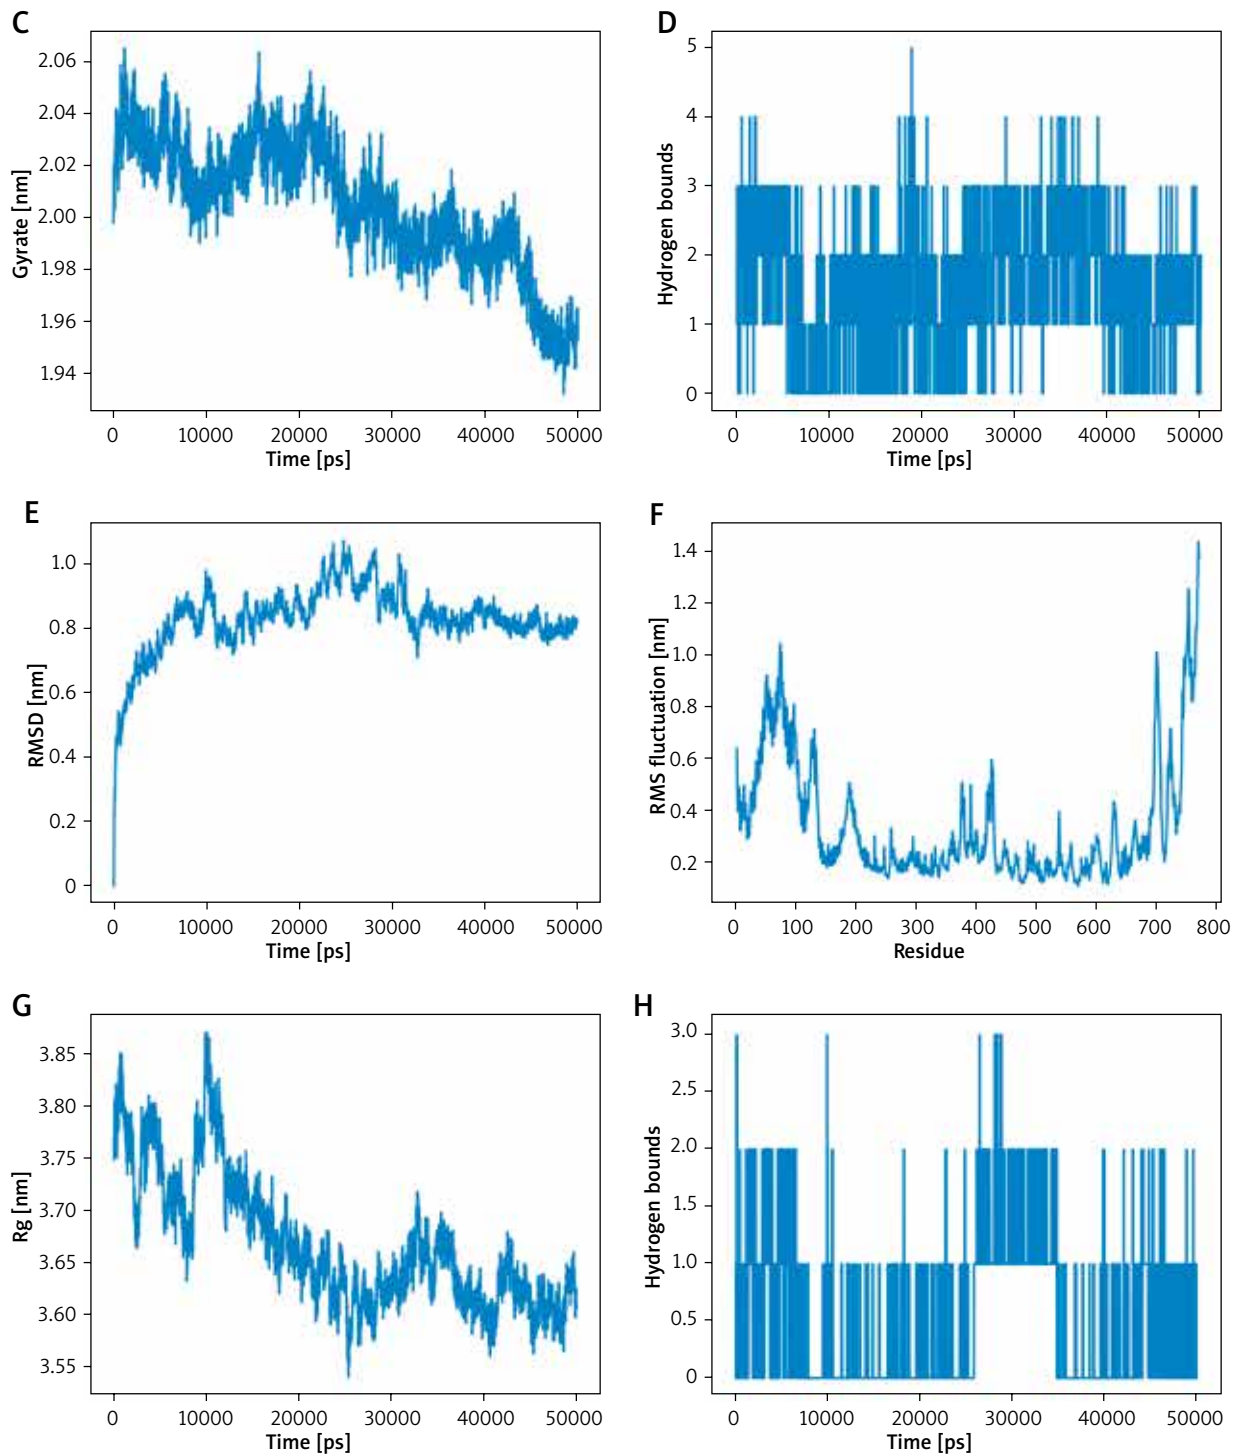 C
Gyrate [nm]
2.06
2.04
2.02
2.00
1.98
1.96
1.94
0 10000 20000 30000 40000 50000
Time [ps]
D
Hydrogen bounds
5
4
3
2
1
0
0 10000 20000 30000 40000 50000
Time [ps]
E
RMSD [nm]
1.0
0.8
0.6
0.4
0.2
0
0 10000 20000 30000 40000 50000
Time [ps]
F
RMS fluctuation [nm]
1.4
1.2
1.0
0.8
0.6
0.4
0.2
0 100 200 300 400 500 600 700 800
Residue
G
Rg [nm]
3.85
3.80
3.75
3.70
3.65
3.60
3.55
0 10000 20000 30000 40000 50000
Time [ps]
H
Hydrogen bounds
3.0
2.5
2.0
1.5
1.0
0.5
0
0 10000 20000 30000 40000 50000
Time [ps]